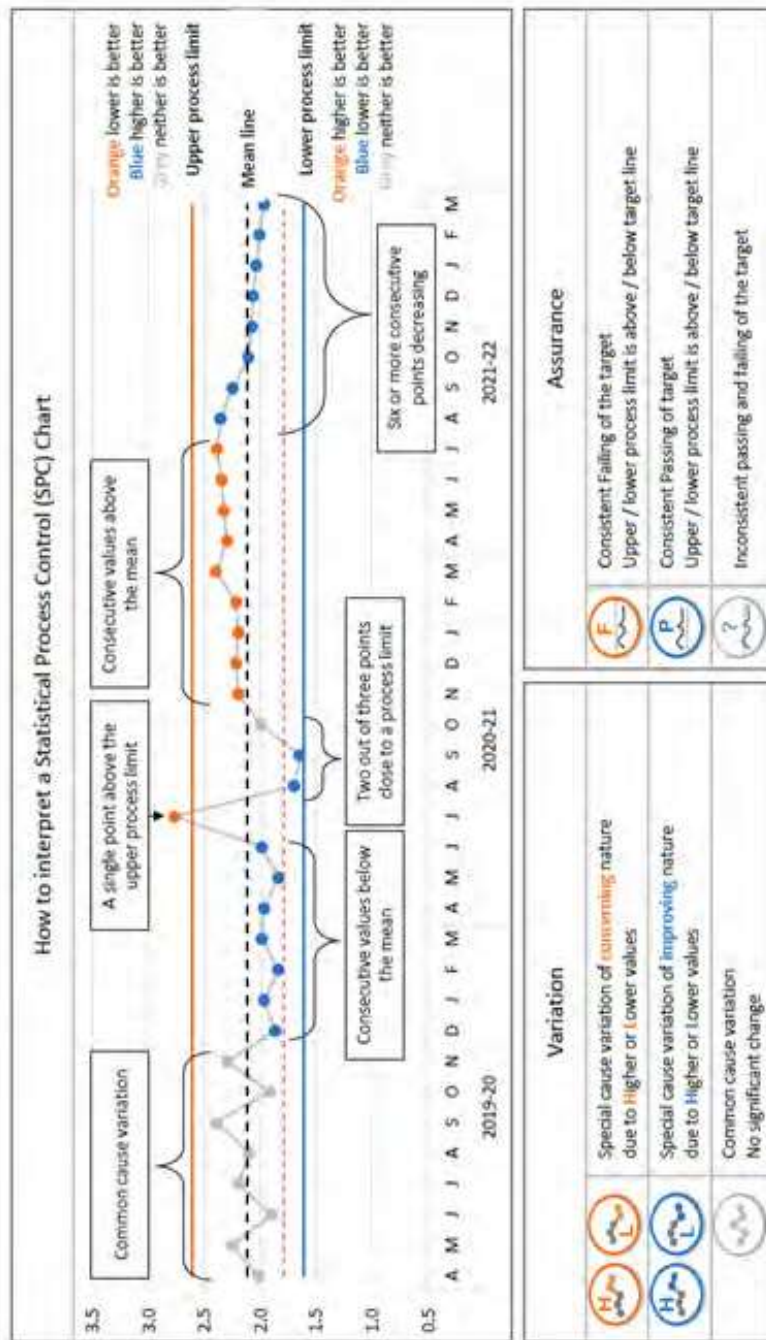 How to interpret a Statistical Process Control (SPC) Chart
Common cause variation
A single point above the
upper process limit
Consecutive values above
the mean
Orange lower is better
Blue higher is better
Grey neither is better
Upper process limit
Mean line
Lower process limit
Orange higher is better
Blue lower is better
Grey neither is better
3.5
3.0
2.5
2.0
1.5
1.0
0.5
Consecutive values below
the mean
Two out of three points
close to a process limit
Six or more consecutive
points decreasing
A M J J A S O N D J F M A M J J A S O N D J F M A M J J A S O N D J F M
2019-20 2020-21 2021-22
Variation
H L
Special cause variation of concerning nature
due to Higher or Lower values
H L
Special cause variation of improving nature
due to Higher or Lower values
Common cause variation
No significant change
Assurance
F
Consistent Failing of the target
Upper / lower process limit is above / below target line
P
Consistent Passing of target
Upper / lower process limit is above / below target line
?
Inconsistent passing and failing of the target